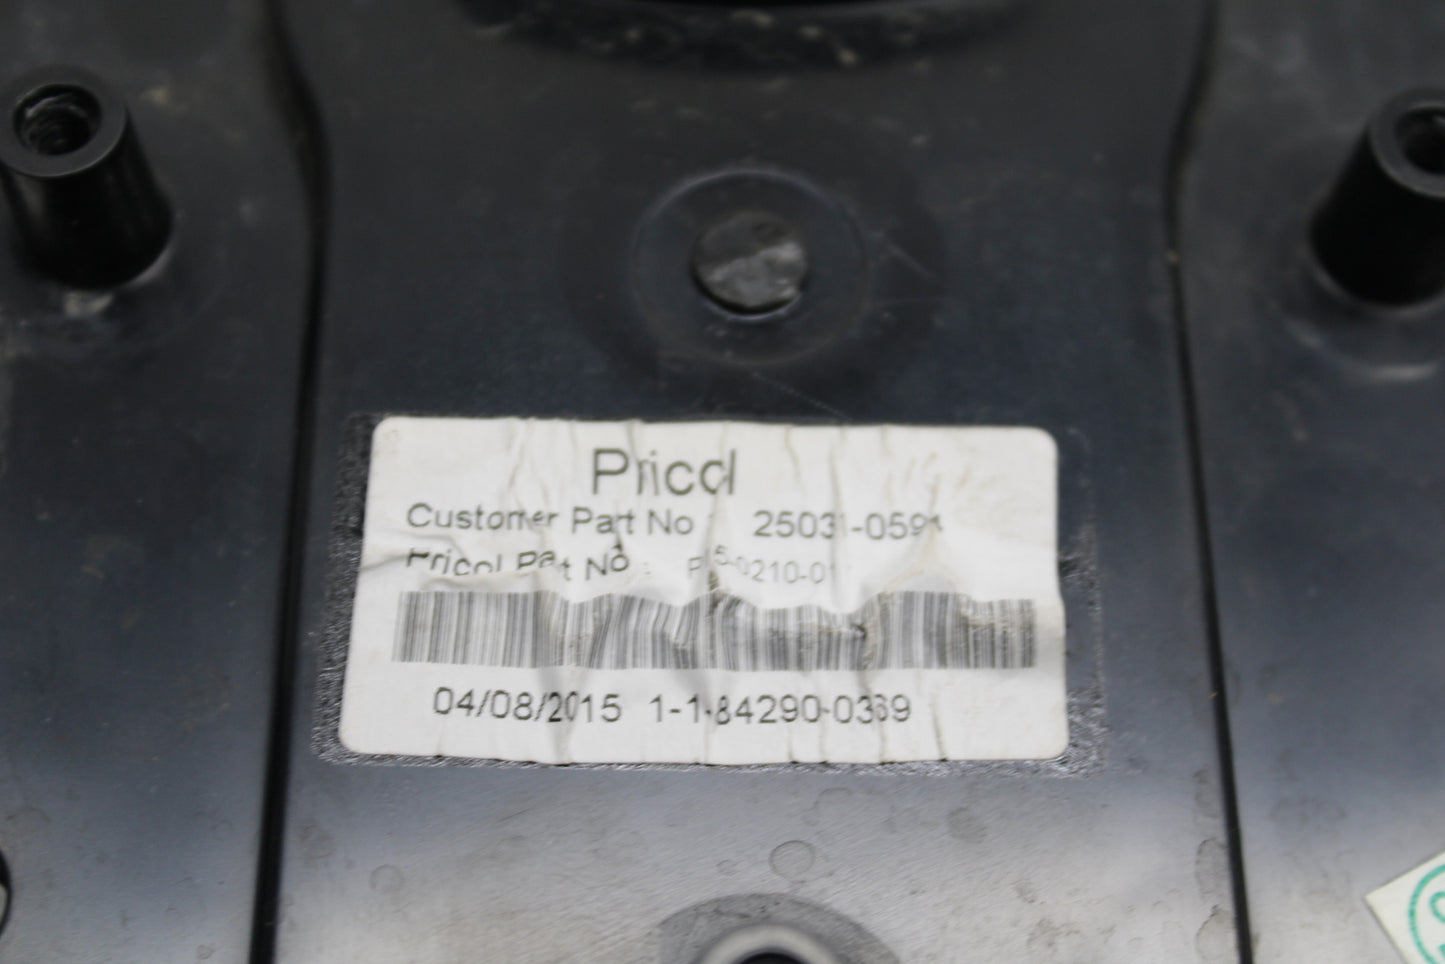 Pricol
Customer Part No : 25031-0591
Pricol Part No :
04/08/2015 1-1-84290-0369